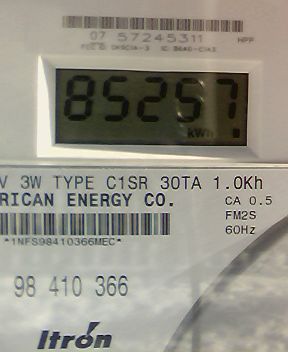 07 57245311
HPP
85257
kWh
V 3W TYPE C1SR 30TA 1.0Kh
RICAN ENERGY CO.
CA 0.5
FM2S
60Hz
*1NFS98410366MEC*
98 410 366
Itron